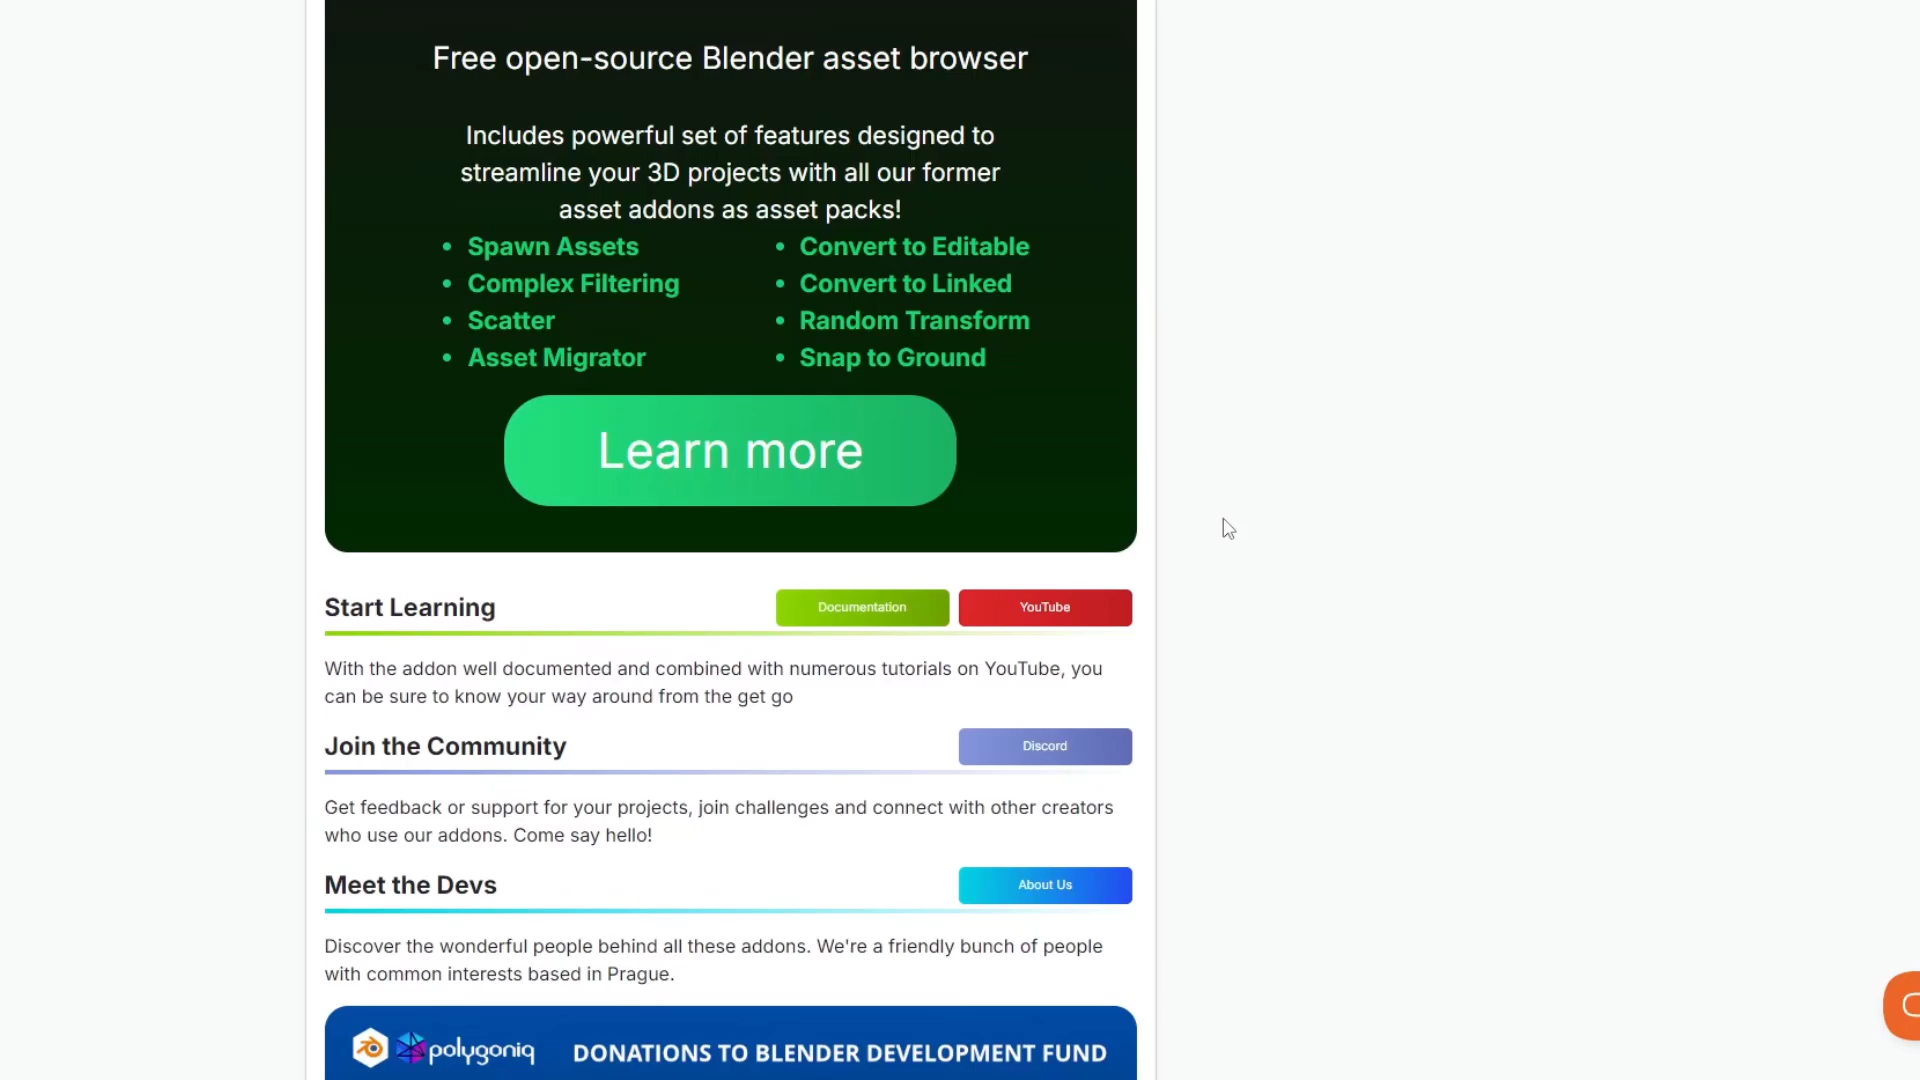 Free open-source Blender asset browser
Includes powerful set of features designed to
streamline your 3D projects with all our former
asset addons as asset packs!
• Spawn Assets
• Complex Filtering
• Scatter
• Asset Migrator
• Convert to Editable
• Convert to Linked
• Random Transform
• Snap to Ground
Learn more
Start Learning
Documentation
YouTube
With the addon well documented and combined with numerous tutorials on YouTube, you
can be sure to know your way around from the get go
Join the Community
Discord
Get feedback or support for your projects, join challenges and connect with other creators
who use our addons. Come say hello!
Meet the Devs
About Us
Discover the wonderful people behind all these addons. We're a friendly bunch of people
with common interests based in Prague.
polygoniq
DONATIONS TO BLENDER DEVELOPMENT FUND